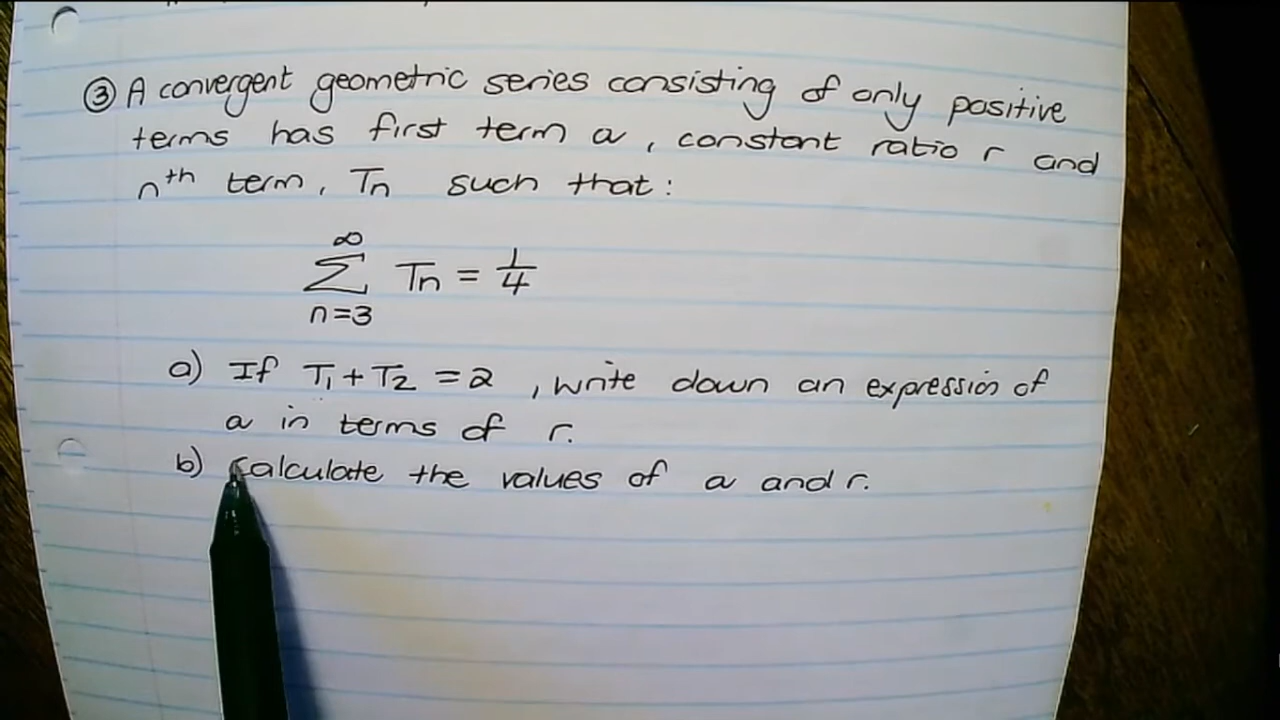 ③ A convergent geometric series consisting of only positive
terms has first term a, constant ratio r and
nᵗʰ term, Tₙ such that:
∞
∑ Tₙ = 1/4
n=3
a) If T₁ + T₂ = 2, write down an expression of
a in terms of r.
b) Calculate the values of a and r.